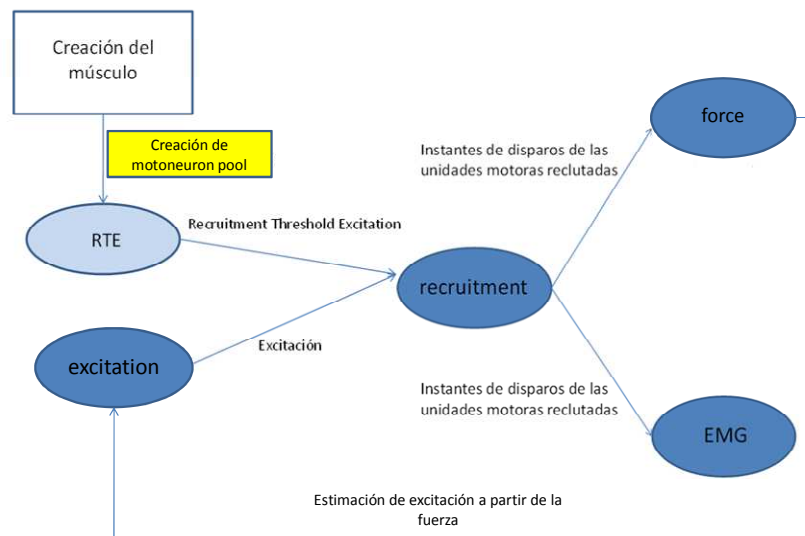 Creación del
músculo
Creación de
motoneuron pool
force
Instantes de disparos de las
unidades motoras reclutadas
Recruitment Threshold Excitation
RTE
recruitment
Excitación
excitation
Instantes de disparos de las
unidades motoras reclutadas
EMG
Estimación de excitación a partir de la
fuerza